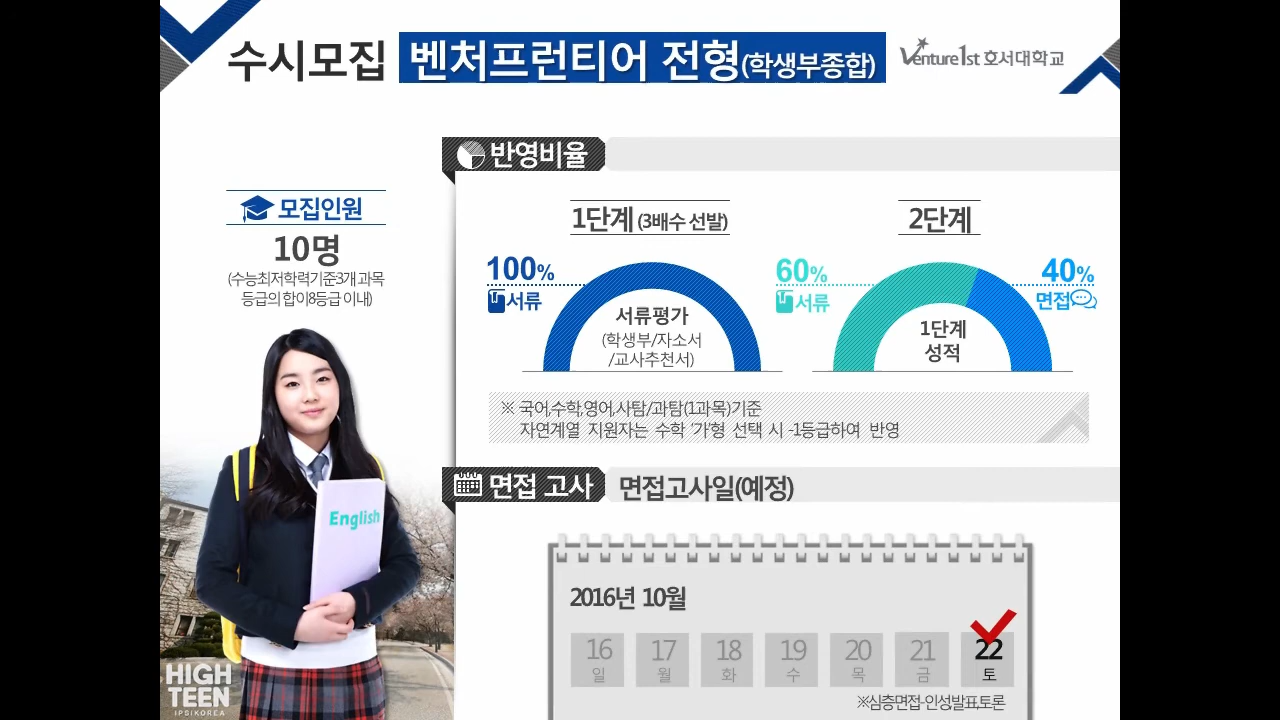 수시모집 벤처프런티어 전형(학생부종합)
Venture1st 호서대학교
모집인원
10명
(수능최저학력기준3개 과목
등급의 합이8등급 이내)
반영비율
1단계 (3배수 선발)
100%
서류
서류평가
(학생부/자소서
/교사추천서)
2단계
60%
서류
40%
면접
1단계
성적
※ 국어,수학,영어,사탐/과탐(1과목)기준
자연계열 지원자는 수학 '가'형 선택 시 -1등급하여 반영
면접 고사 면접고사일(예정)
2016년 10월
16 17 18 19 20 21 22
일 월 화 수 목 금 토
※심층면접-인성,발표,토론
English
HIGH
TEEN
IPSIKOREA